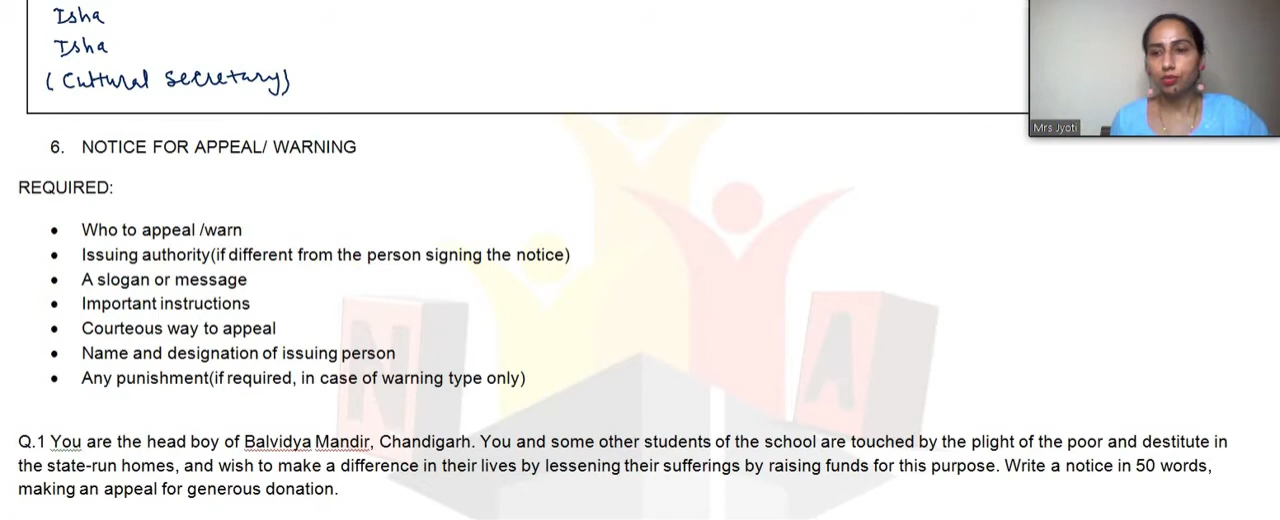 Isha
Isha
(Cultural Secretary)
Mrs Jyoti
6. NOTICE FOR APPEAL/ WARNING
REQUIRED:
• Who to appeal /warn
• Issuing authority(if different from the person signing the notice)
• A slogan or message
• Important instructions
• Courteous way to appeal
• Name and designation of issuing person
• Any punishment(if required, in case of warning type only)
N A
Q.1 You are the head boy of Balvidya Mandir, Chandigarh. You and some other students of the school are touched by the plight of the poor and destitute in
the state-run homes, and wish to make a difference in their lives by lessening their sufferings by raising funds for this purpose. Write a notice in 50 words,
making an appeal for generous donation.